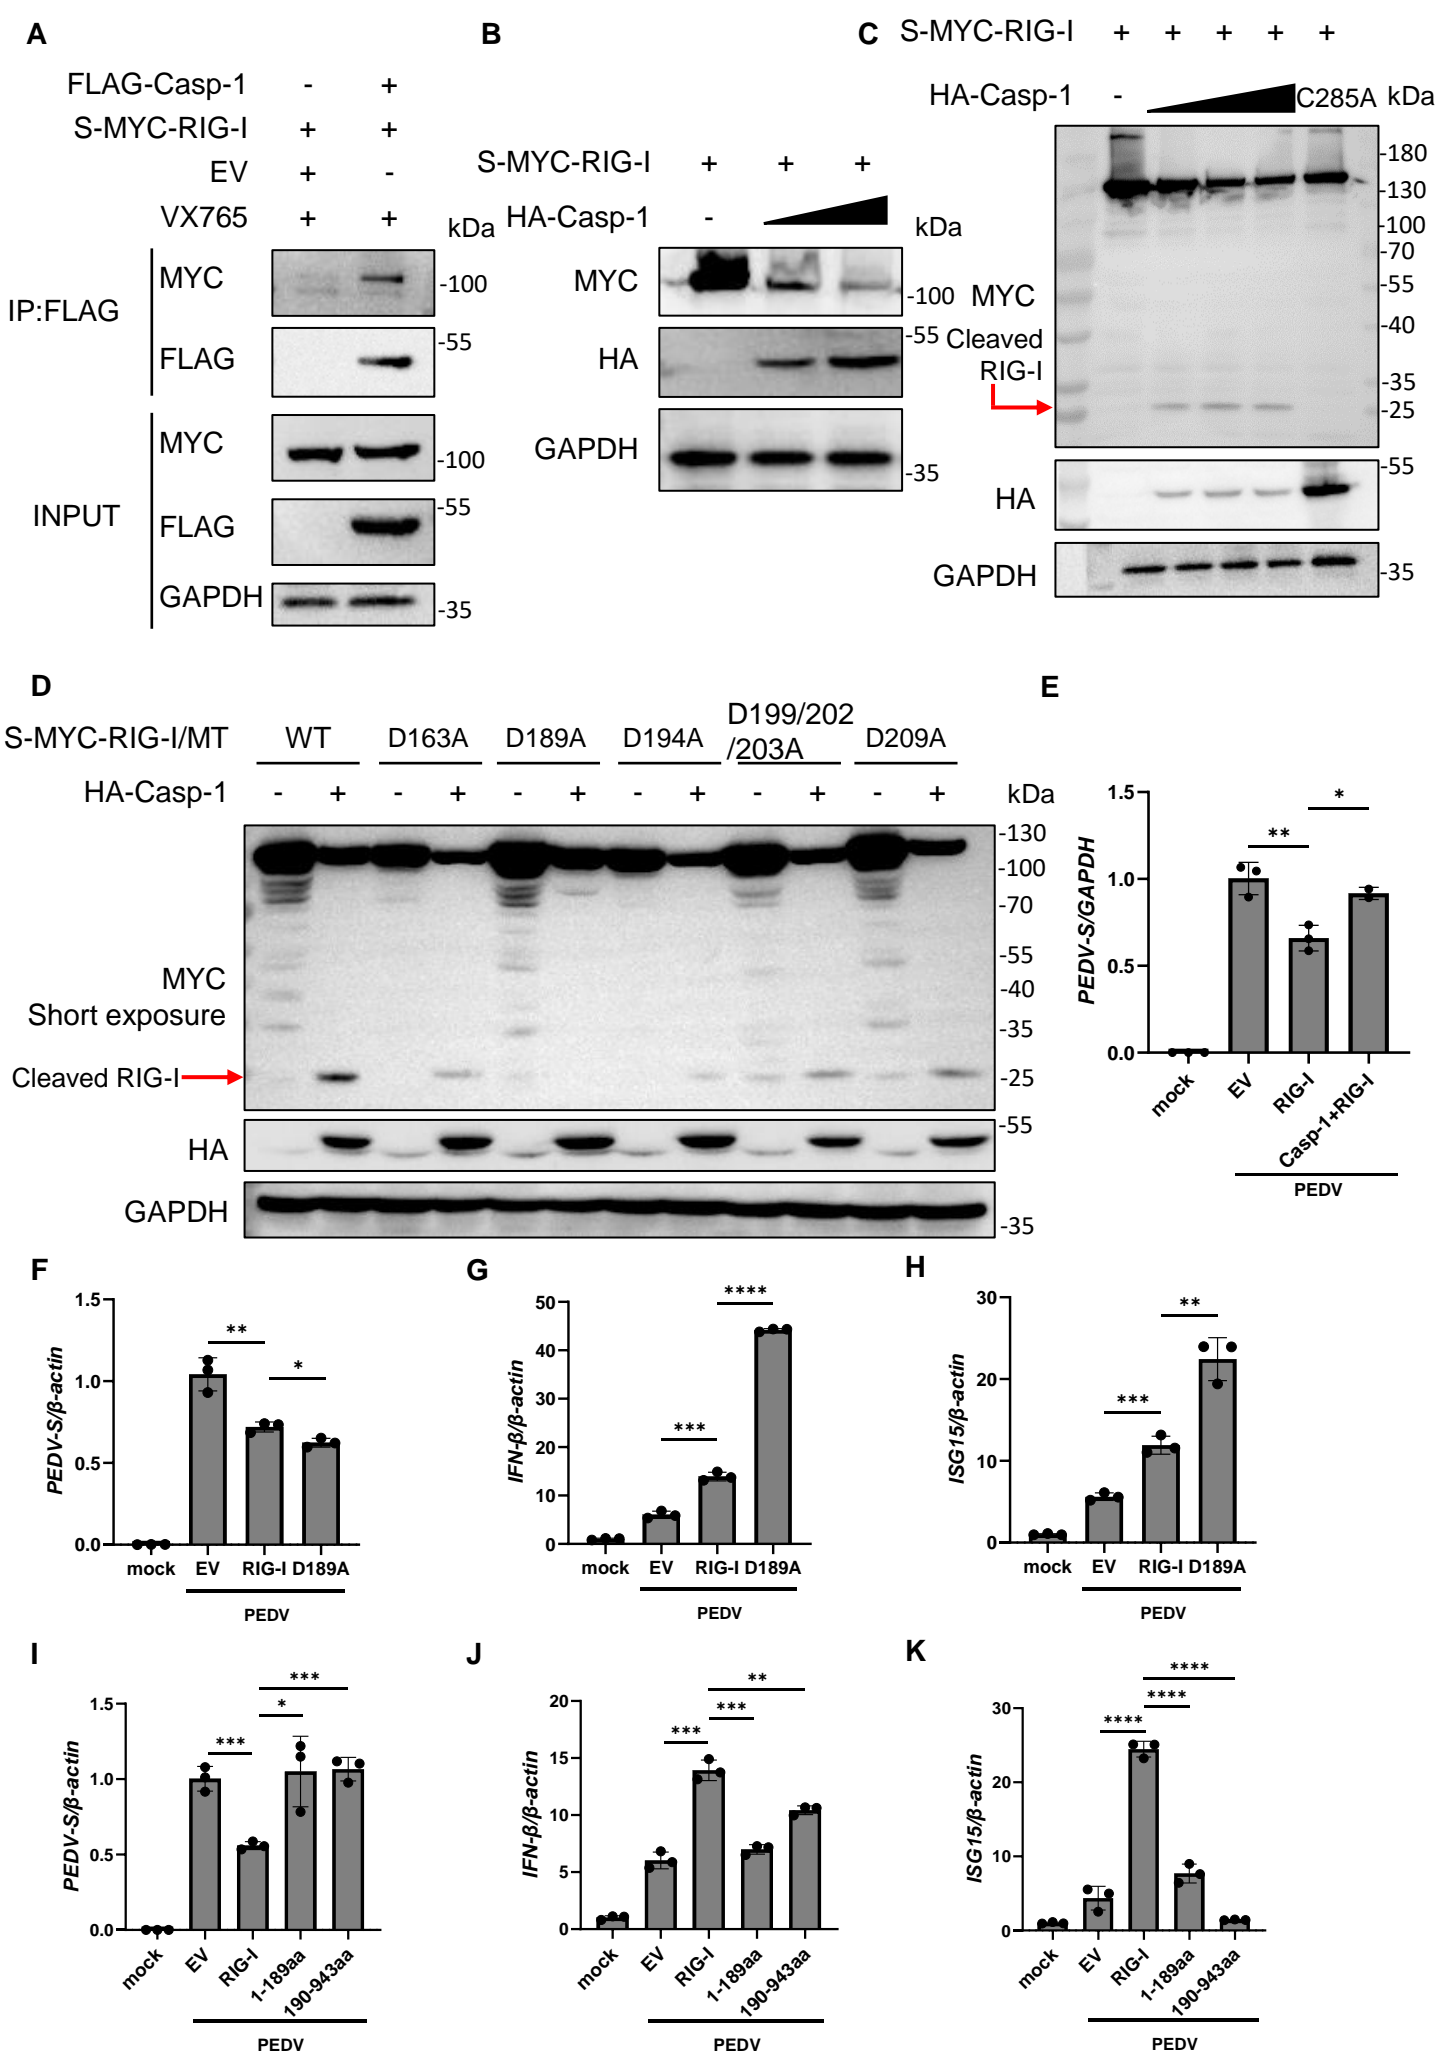 A
FLAG-Casp-1 - +
S-MYC-RIG-I + +
EV + -
VX765 + +
kDa
IP:FLAG
MYC
-100
FLAG
-55
INPUT
MYC
-100
FLAG
-55
GAPDH
-35
B
S-MYC-RIG-I + + +
HA-Casp-1 -
kDa
MYC
-100
HA
-55
GAPDH
-35
C
S-MYC-RIG-I + + + + +
HA-Casp-1 - C285A kDa
-180
-130
-100
-70
-55
-40
-35
-25
MYC
Cleaved
RIG-I
HA
-55
GAPDH
-35
D
S-MYC-RIG-I/MT WT D163A D189A D194A D199/202
/203A D209A
HA-Casp-1 - + - + - + - + - + - +
kDa
-130
-100
-70
-55
-40
-35
-25
MYC
Short exposure
Cleaved RIG-I
HA
-55
GAPDH
-35
E
PEDV-S/GAPDH
1.5
1.0
0.5
0.0
**
*
mock
EV
RIG-I
Casp-1+RIG-I
PEDV
F
PEDV-S/β-actin
1.5
1.0
0.5
0.0
**
*
mock EV RIG-I D189A
PEDV
G
IFN-β/β-actin
50
40
30
20
10
0
***
****
mock EV RIG-I D189A
PEDV
H
ISG15/β-actin
30
20
10
0
***
**
mock EV RIG-I D189A
PEDV
I
PEDV-S/β-actin
1.5
1.0
0.5
0.0
***
*
***
mock
EV
RIG-I
1-189aa
190-943aa
PEDV
J
IFN-β/β-actin
20
15
10
5
0
***
***
**
mock
EV
RIG-I
1-189aa
190-943aa
PEDV
K
ISG15/β-actin
30
20
10
0
****
****
****
mock
EV
RIG-I
1-189aa
190-943aa
PEDV